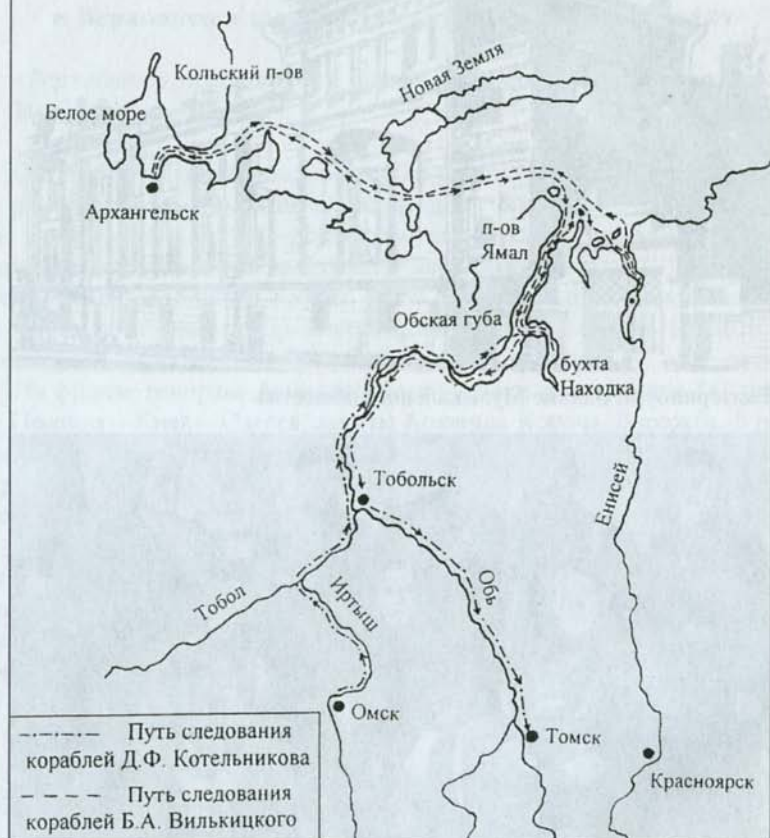 Кольский п-ов
Новая Земля
Белое море
Архангельск
п-ов
Ямал
Обская губа
бухта
Находка
Тобольск
Енисей
Обь
Тобол
Иртыш
Омск
Томск
Красноярск
Путь следования
кораблей Д.Ф. Котельникова
Путь следования
кораблей Б.А. Вилькицкого